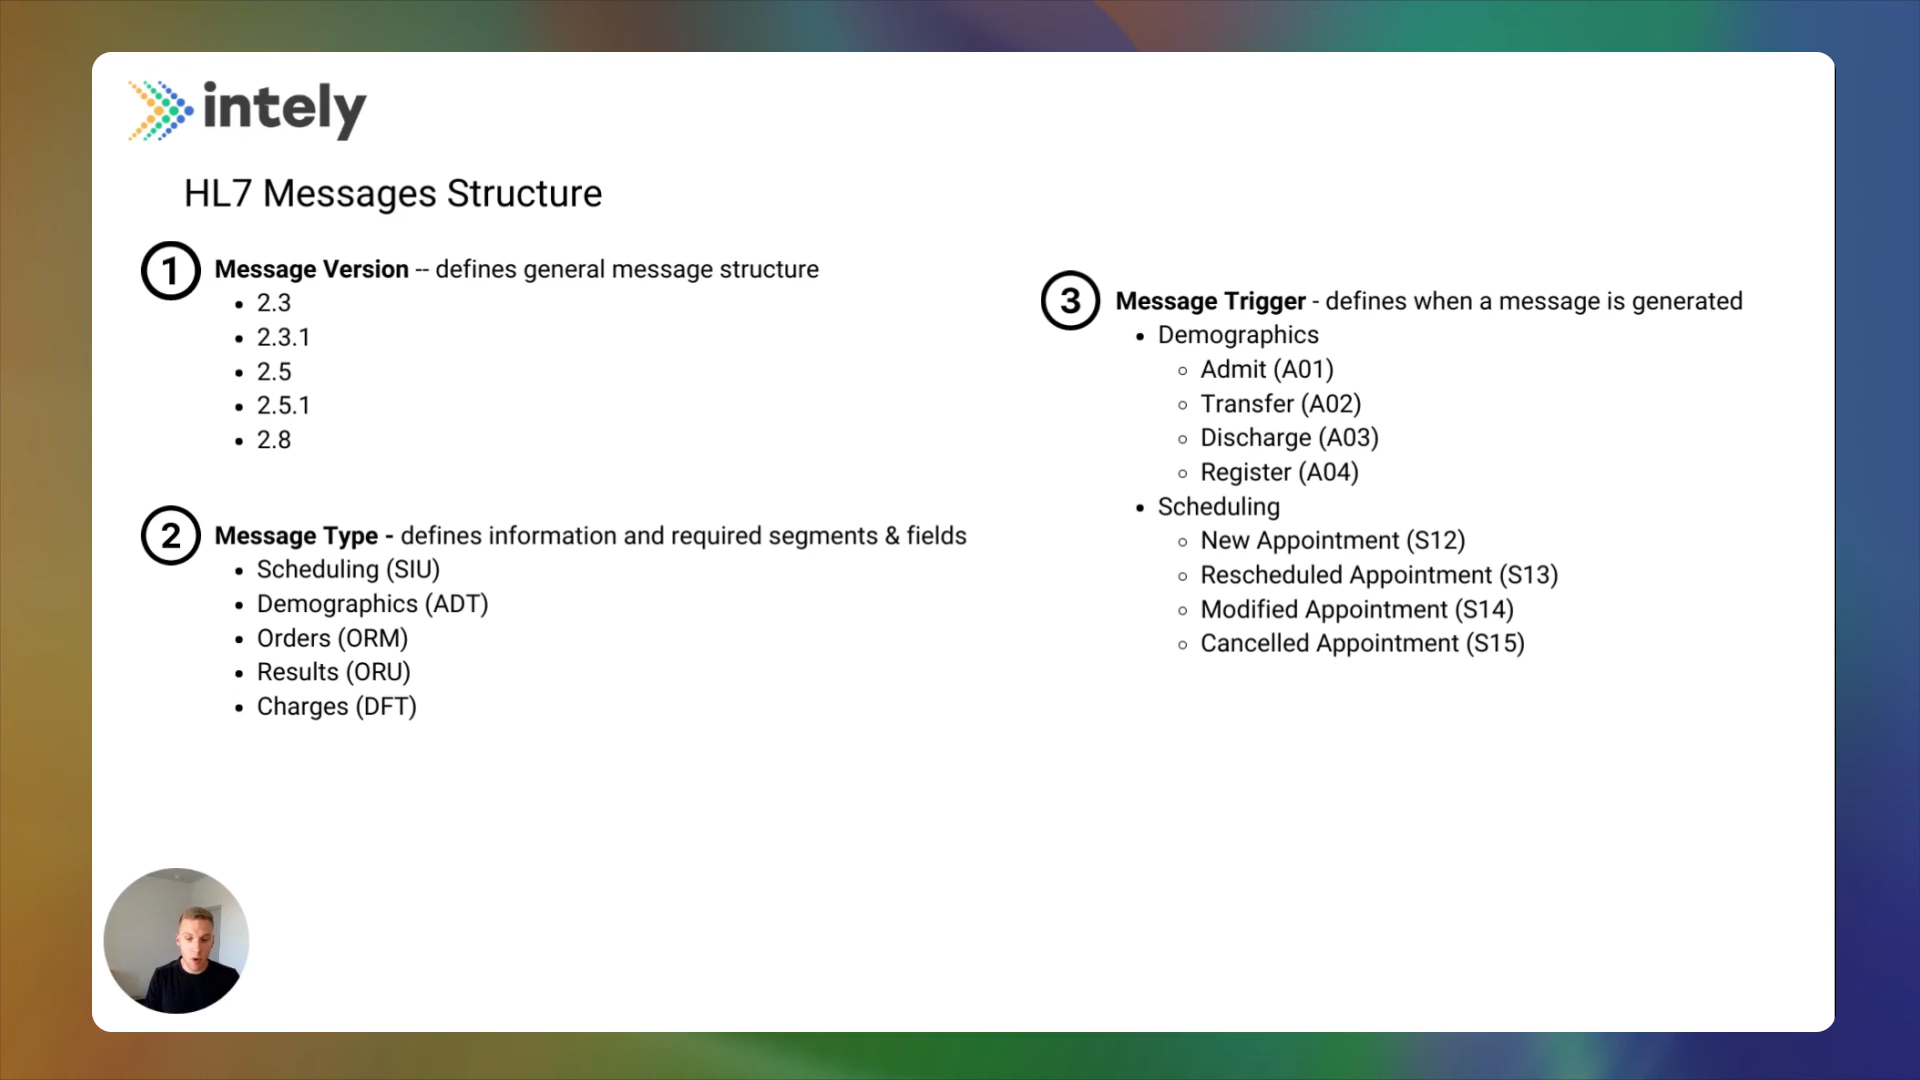 intely
HL7 Messages Structure
1 Message Version -- defines general message structure
• 2.3
• 2.3.1
• 2.5
• 2.5.1
• 2.8
2 Message Type - defines information and required segments & fields
• Scheduling (SIU)
• Demographics (ADT)
• Orders (ORM)
• Results (ORU)
• Charges (DFT)
3 Message Trigger - defines when a message is generated
• Demographics
○ Admit (A01)
○ Transfer (A02)
○ Discharge (A03)
○ Register (A04)
• Scheduling
○ New Appointment (S12)
○ Rescheduled Appointment (S13)
○ Modified Appointment (S14)
○ Cancelled Appointment (S15)